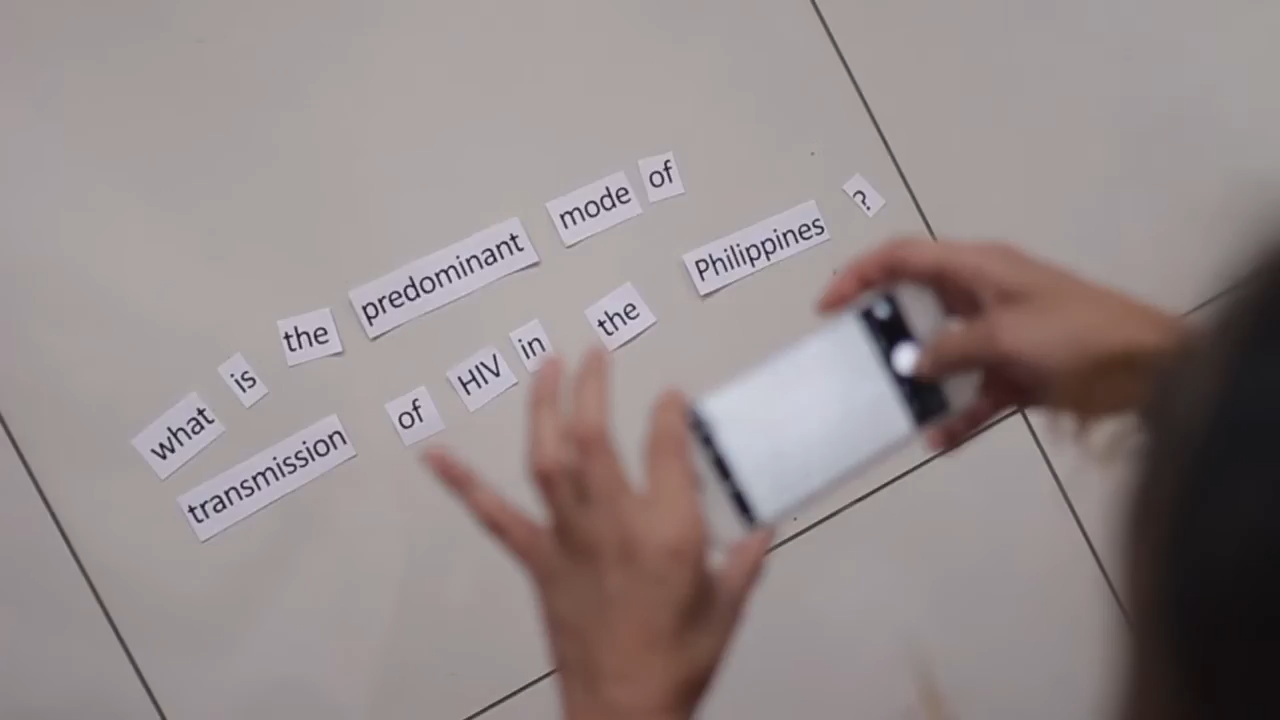 what is the predominant mode of
transmission of HIV in the Philippines ?